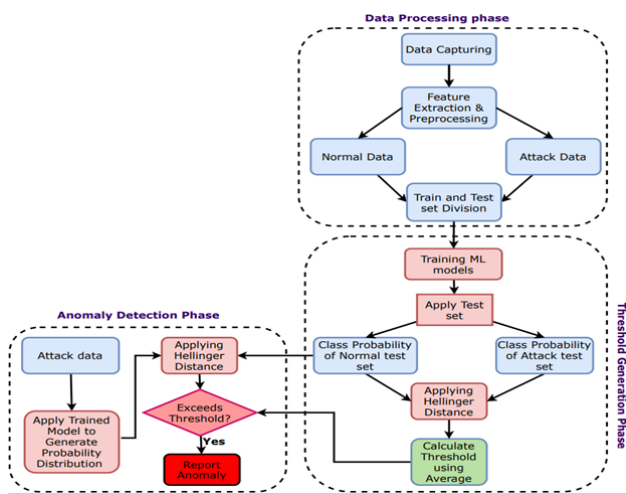 Data Processing phase
Data Capturing
Feature
Extraction &
Preprocessing
Normal Data
Attack Data
Train and Test
set Division
Training ML
models
Apply Test
set
Class Probability
of Normal test
set
Class Probability
of Attack test
set
Applying
Hellinger
Distance
Calculate
Threshold
using
Average
Threshold Generation Phase
Anomaly Detection Phase
Attack data
Applying
Hellinger
Distance
Apply Trained
Model to
Generate
Probability
Distribution
Exceeds
Threshold?
Yes
Report
Anomaly